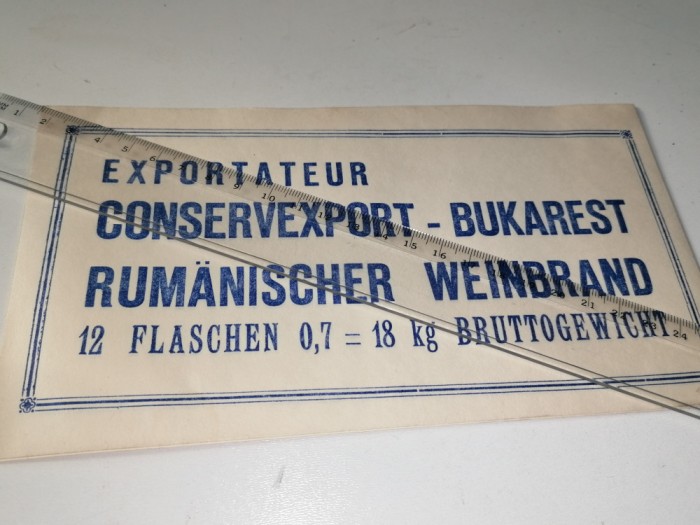 EXPORTATEUR
CONSERVEXPORT - BUKAREST
RUMÄNISCHER WEINBRAND
12 FLASCHEN 0,7 = 18 kg BRUTTOGEWICHT